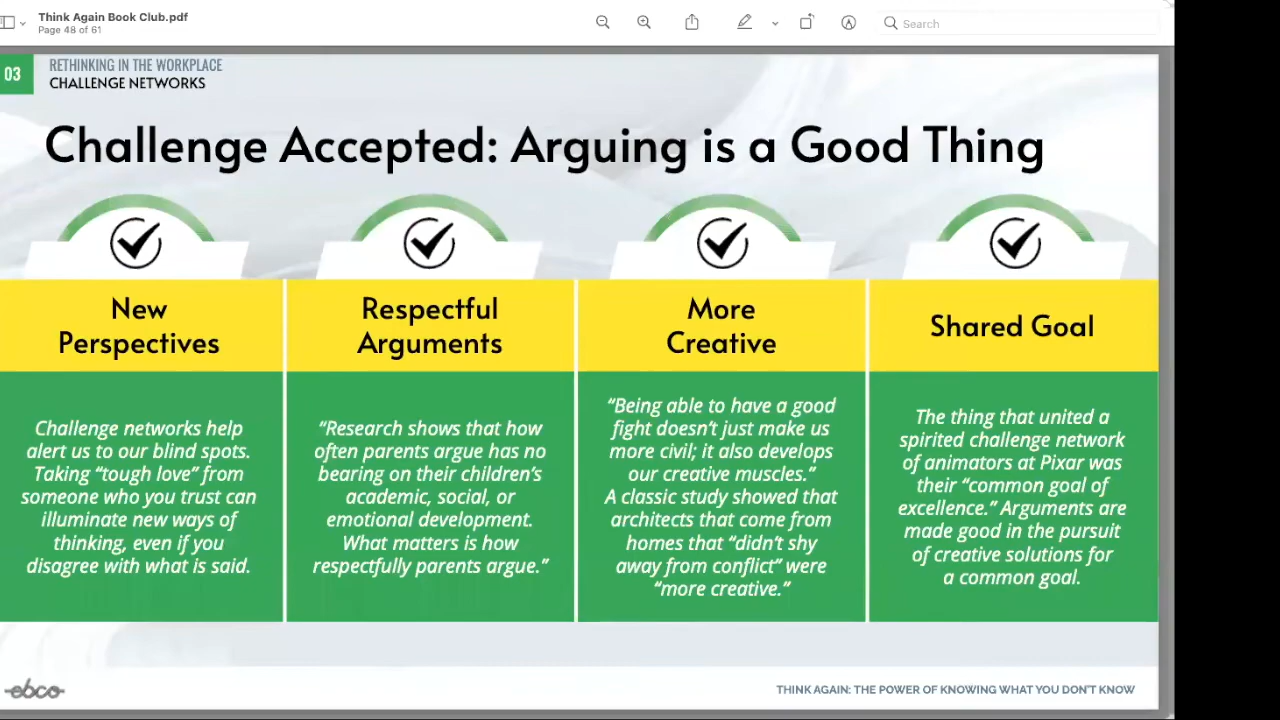 Think Again Book Club.pdf
Page 48 of 61
Search
03
RETHINKING IN THE WORKPLACE
CHALLENGE NETWORKS
Challenge Accepted: Arguing is a Good Thing
New
Perspectives
Challenge networks help
alert us to our blind spots.
Taking “tough love” from
someone who you trust can
illuminate new ways of
thinking, even if you
disagree with what is said.
Respectful
Arguments
“Research shows that how
often parents argue has no
bearing on their children’s
academic, social, or
emotional development.
What matters is how
respectfully parents argue.”
More
Creative
“Being able to have a good
fight doesn’t just make us
more civil; it also develops
our creative muscles.”
A classic study showed that
architects that come from
homes that “didn’t shy
away from conflict” were
“more creative.”
Shared Goal
The thing that united a
spirited challenge network
of animators at Pixar was
their “common goal of
excellence.” Arguments are
made good in the pursuit
of creative solutions for
a common goal.
ebco
THINK AGAIN: THE POWER OF KNOWING WHAT YOU DON'T KNOW